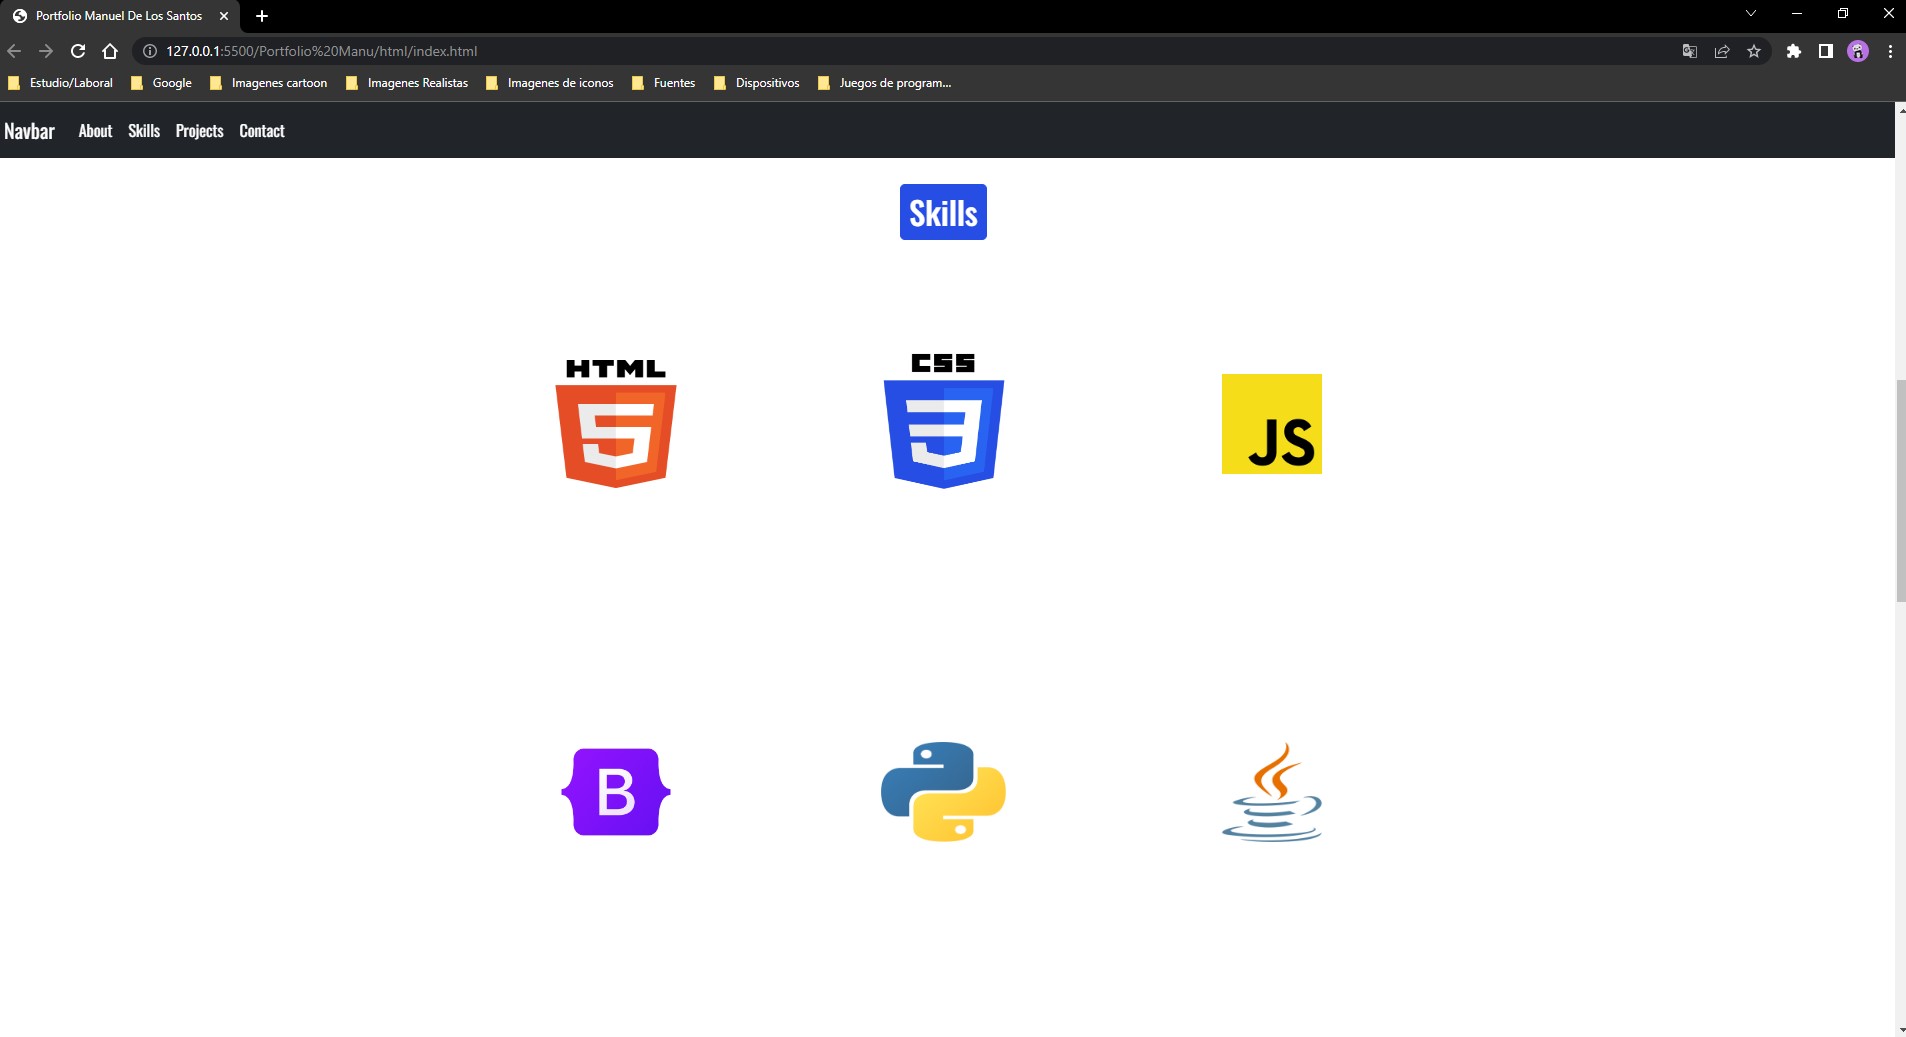 Portfolio Manuel De Los Santos
127.0.0.1:5500/Portfolio%20Manu/html/index.html
Estudio/Laboral Google Imagenes cartoon Imagenes Realistas Imagenes de iconos Fuentes Dispositivos Juegos de program...
Navbar About Skills Projects Contact
Skills
HTML CSS
5 3 JS
B